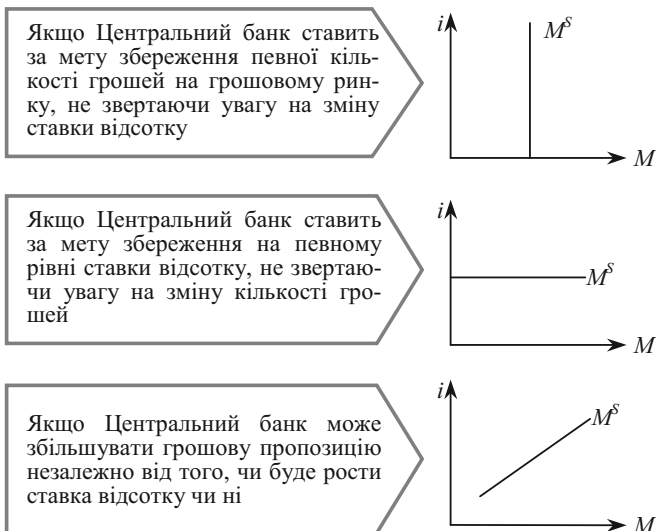 Якщо Центральний банк ставить
за мету збереження певної кіль-
кості грошей на грошовому рин-
ку, не звертаючи увагу на зміну
ставки відсотку
i
M^S
M
Якщо Центральний банк ставить
за мету збереження на певному
рівні ставки відсотку, не звертаю-
чи увагу на зміну кількості гро-
шей
i
M^S
M
Якщо Центральний банк може
збільшувати грошову пропозицію
незалежно від того, чи буде рости
ставка відсотку чи ні
i
M^S
M